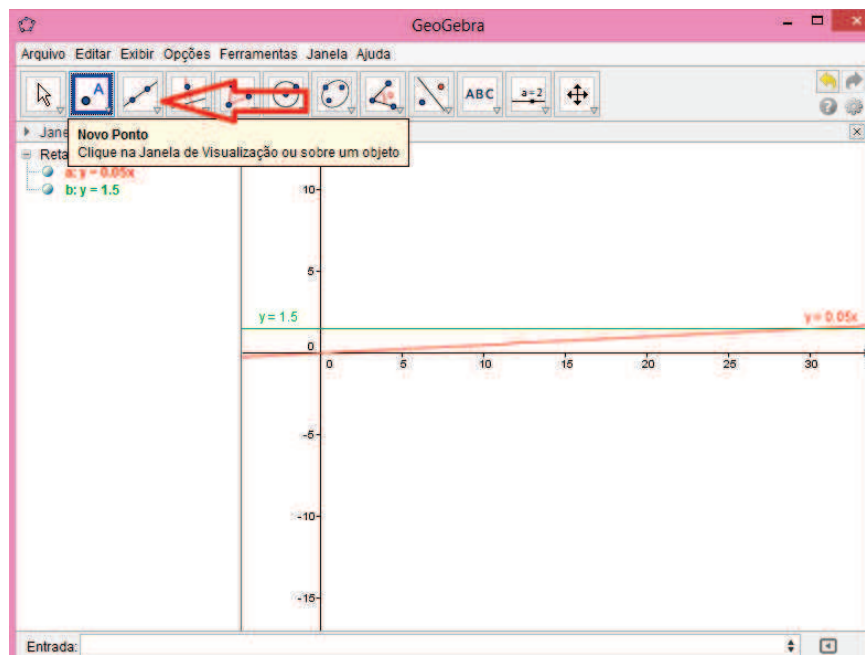 GeoGebra
Arquivo Editar Exibir Opções Ferramentas Janela Ajuda
A
ABC
a=2
Jane
Novo Ponto
Clique na Janela de Visualização ou sobre um objeto
Reta
a: y = 0.05x
b: y = 1.5
10
5
y = 1.5
y = 0.05x
0
0 5 10 15 20 25 30
-5
-10
-15
Entrada: